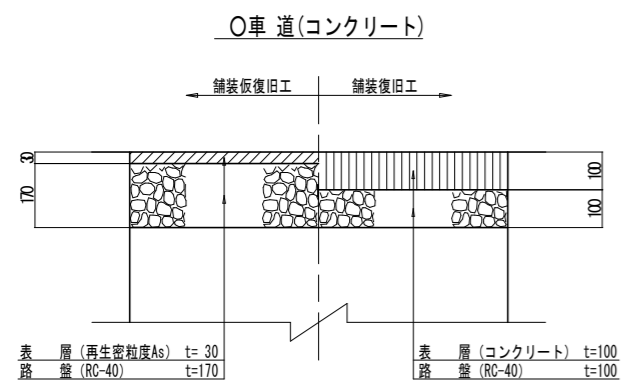 〇車 道(コンクリート)
舗装仮復旧工 舗装復旧工
30
170
100
100
表 層 (再生密粒度As) t= 30
路 盤 (RC-40) t=170
表 層 (コンクリート) t=100
路 盤 (RC-40) t=100